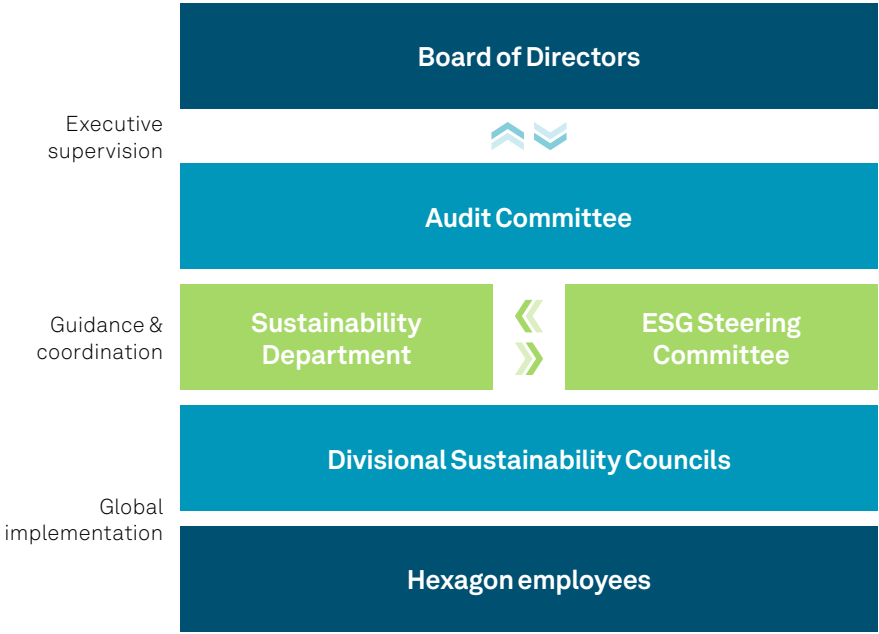 Board of Directors
Executive
supervision
Audit Committee
Guidance &
coordination
Sustainability
Department
ESG Steering
Committee
Divisional Sustainability Councils
Global
implementation
Hexagon employees